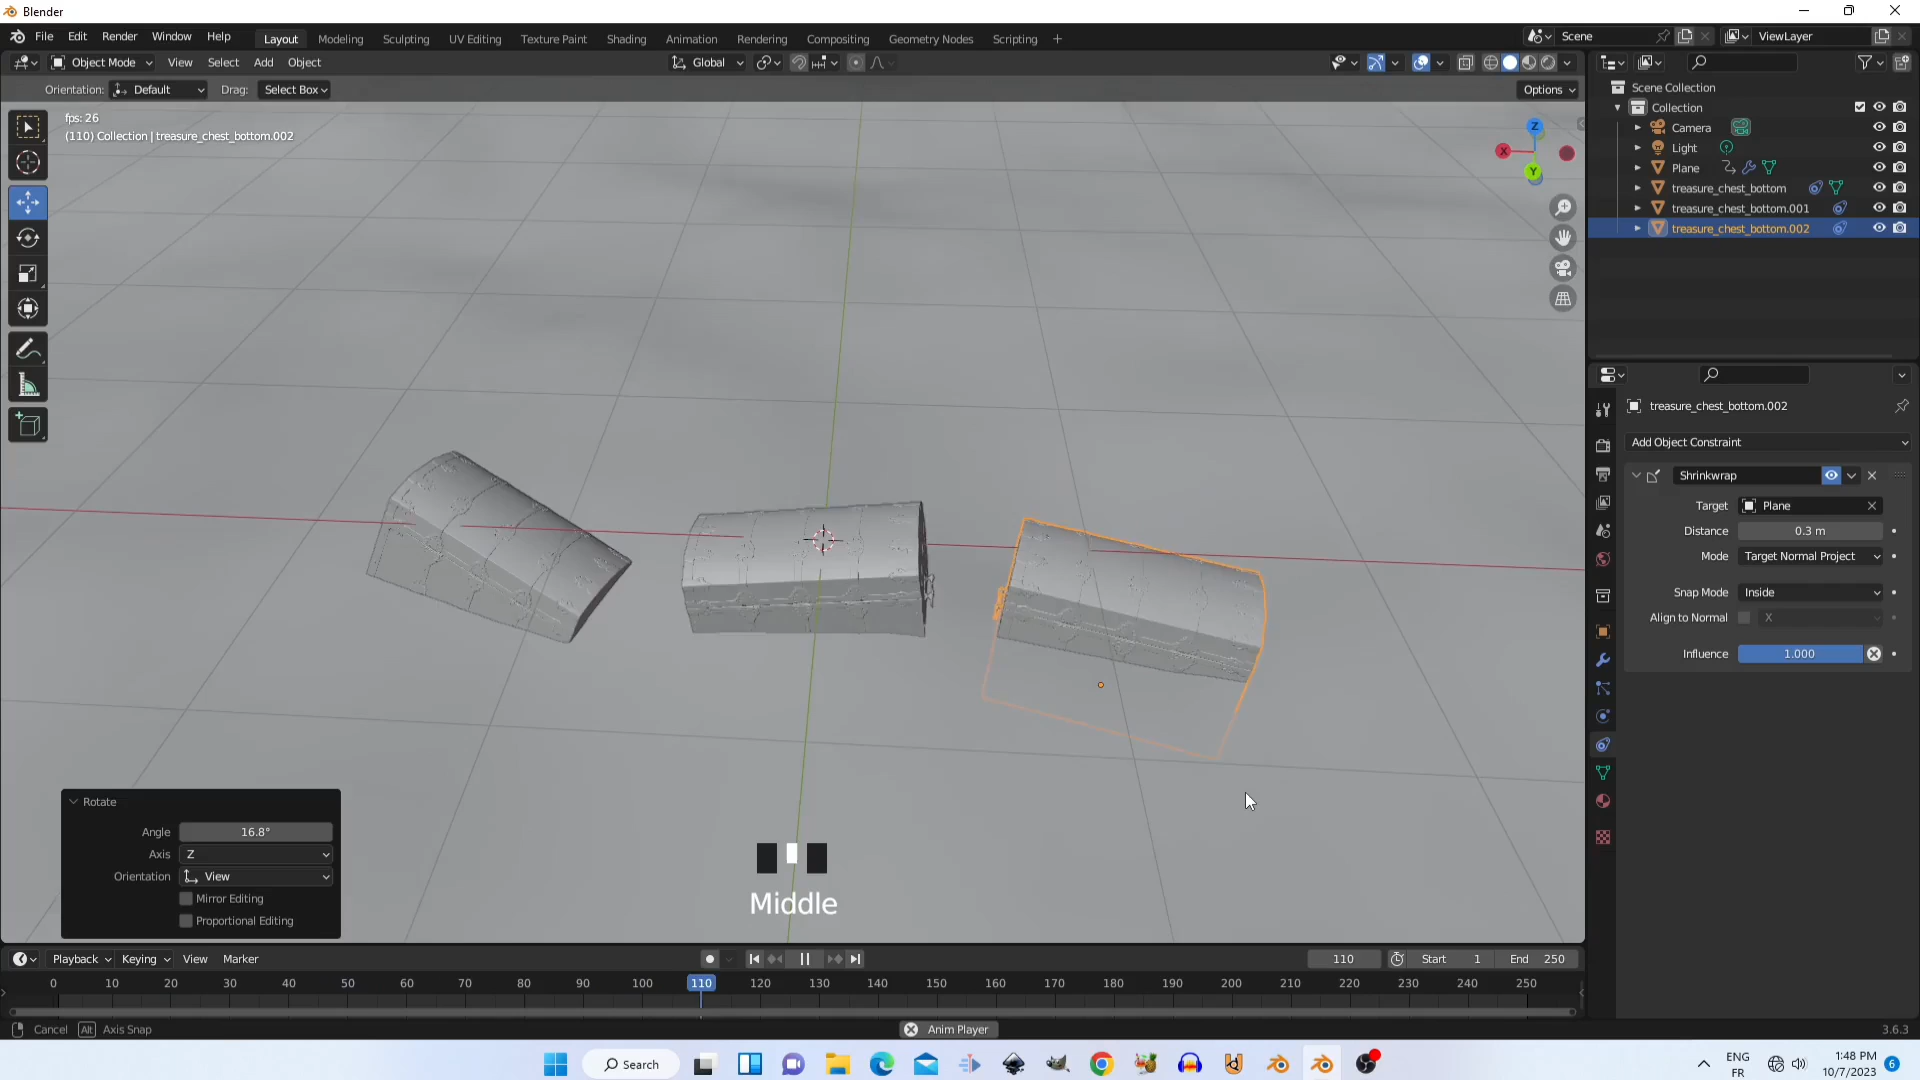 Blender
File Edit Render Window Help
Layout Modeling Sculpting UV Editing Texture Paint Shading Animation Rendering Compositing Geometry Nodes Scripting +
Scene
ViewLayer
Object Mode View Select Add Object
Global
Orientation: Default Drag: Select Box
Options
fps: 26
(110) Collection | treasure_chest_bottom.002
Z
X
Y
Scene Collection
Collection
Camera
Light
Plane
treasure_chest_bottom
treasure_chest_bottom.001
treasure_chest_bottom.002
treasure_chest_bottom.002
Add Object Constraint
Shrinkwrap
Target Plane
Distance 0.3 m
Mode Target Normal Project
Snap Mode Inside
Align to Normal X
Influence 1.000
Rotate
Angle 16.8°
Axis Z
Orientation View
Mirror Editing
Proportional Editing
Middle
Playback Keying View Marker
110
Start 1
End 250
0 10 20 30 40 50 60 70 80 90 100 110 120 130 140 150 160 170 180 190 200 210 220 230 240 250
Cancel Alt Axis Snap
Anim Player
3.6.3
Search
ENG
FR
1:48 PM
10/7/2023
6